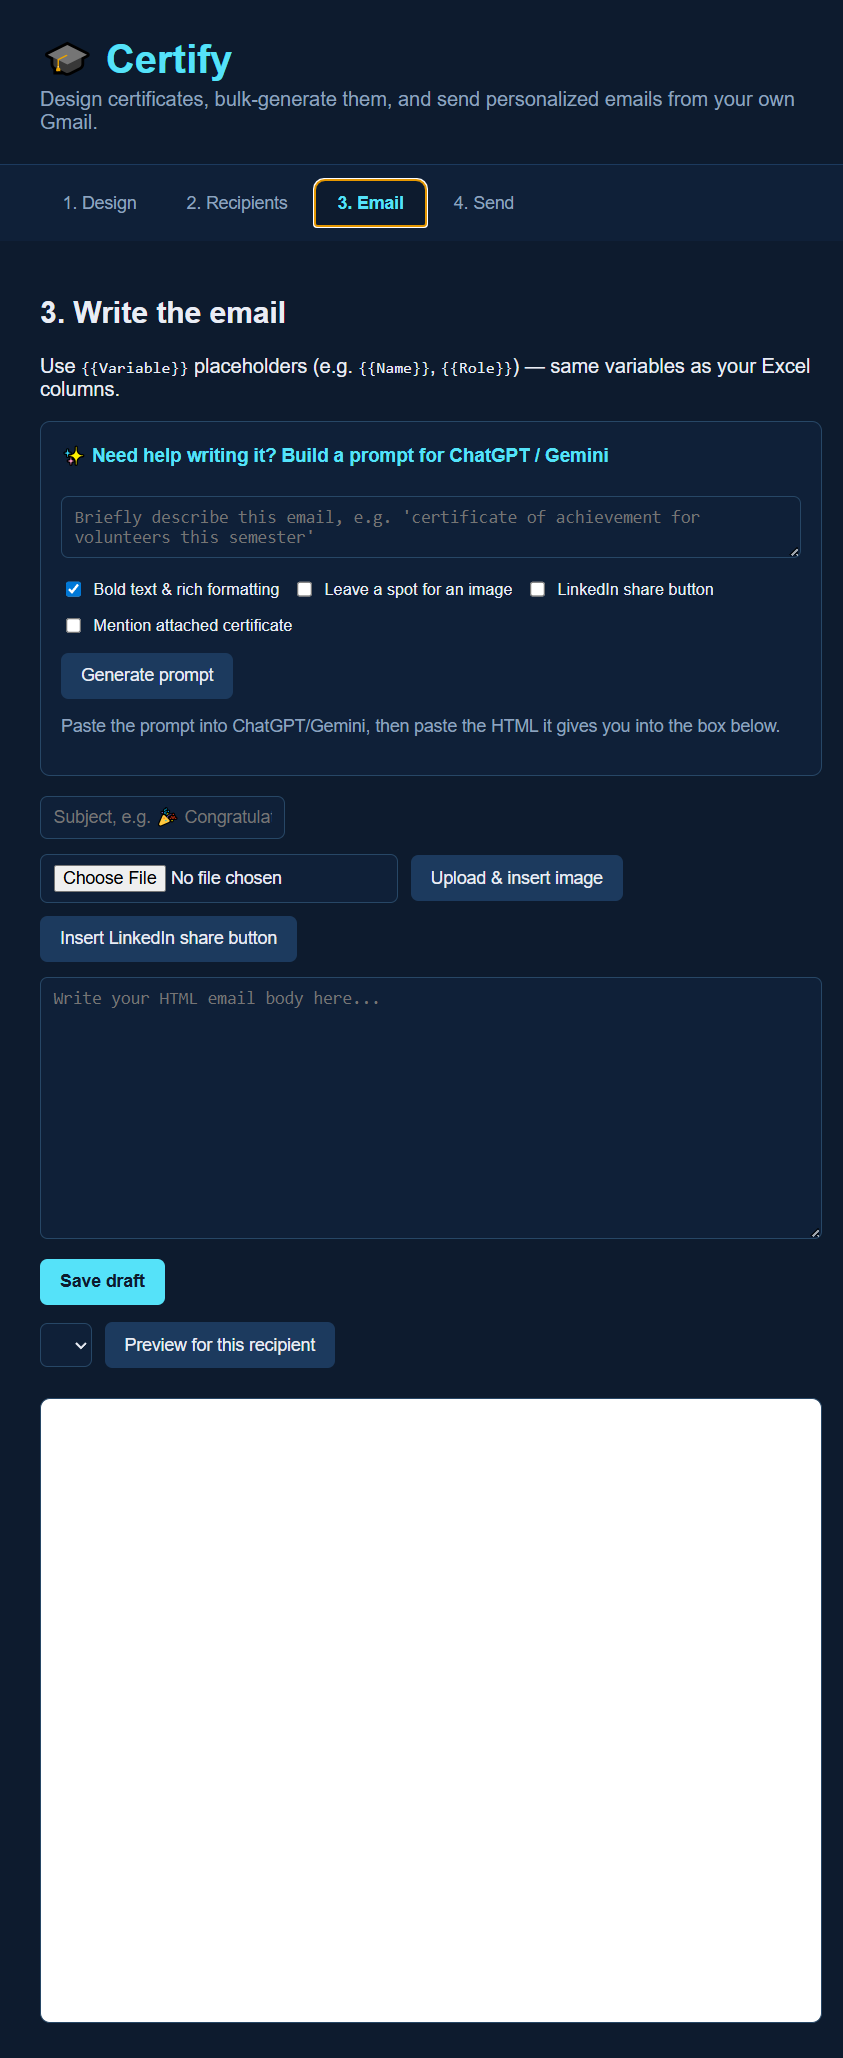 🎓 Certify
Design certificates, bulk-generate them, and send personalized emails from your own
Gmail.
1. Design
2. Recipients
3. Email
4. Send
3. Write the email
Use {{Variable}} placeholders (e.g. {{Name}}, {{Role}}) — same variables as your Excel
columns.
✨ Need help writing it? Build a prompt for ChatGPT / Gemini
Briefly describe this email, e.g. 'certificate of achievement for
volunteers this semester'
Bold text & rich formatting
Leave a spot for an image
LinkedIn share button
Mention attached certificate
Generate prompt
Paste the prompt into ChatGPT/Gemini, then paste the HTML it gives you into the box below.
Subject, e.g. 🎉 Congratula
Choose File No file chosen
Upload & insert image
Insert LinkedIn share button
Write your HTML email body here...
Save draft
Preview for this recipient